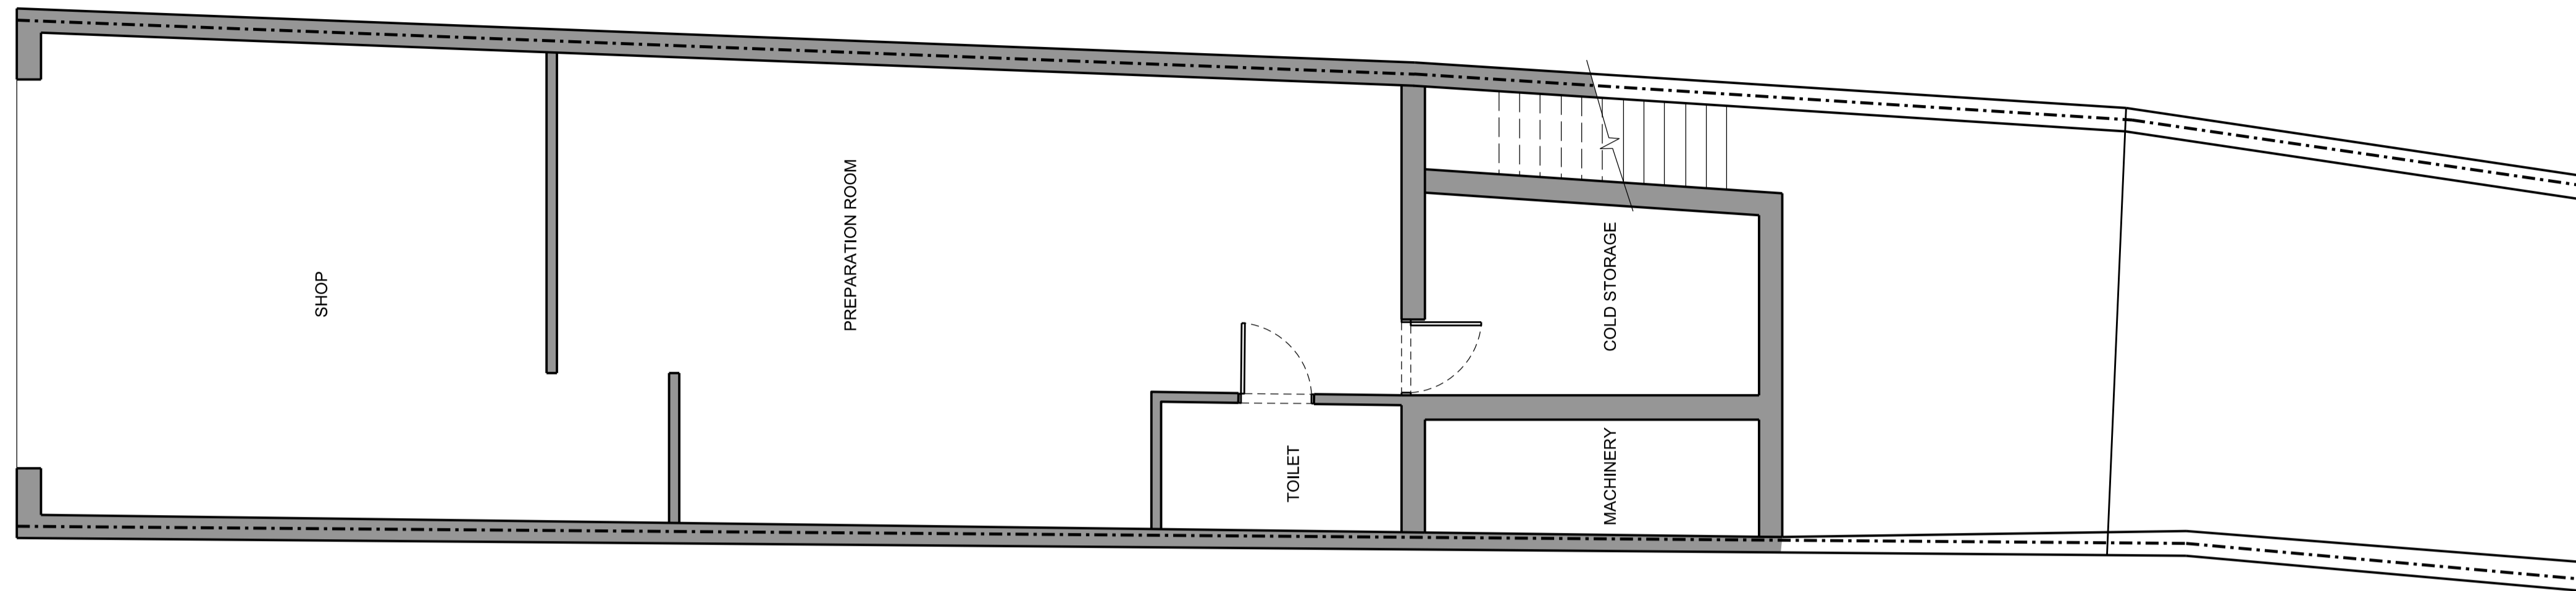 SHOP
PREPARATION ROOM
TOILET
COLD STORAGE
MACHINERY